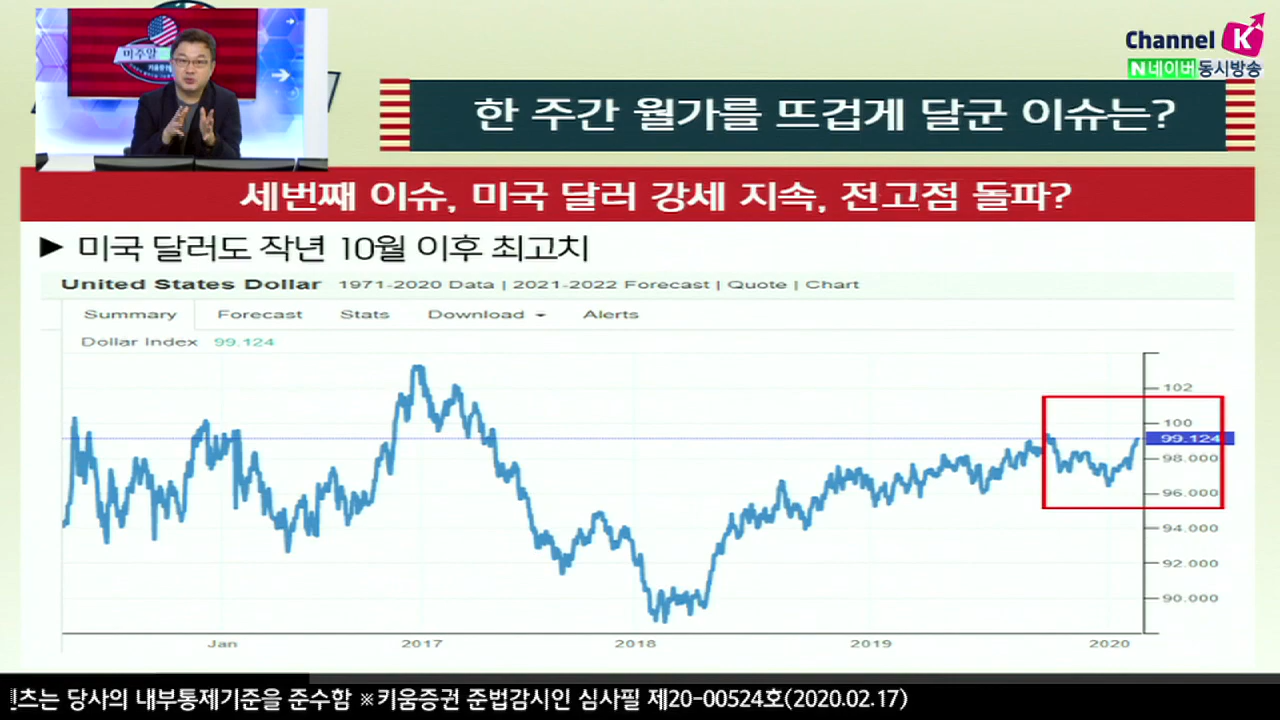 미주알
Channel K
N네이버 동시방송
한 주간 월가를 뜨겁게 달군 이슈는?
세번째 이슈, 미국 달러 강세 지속, 전고점 돌파?
▶ 미국 달러도 작년 10월 이후 최고치
United States Dollar 1971-2020 Data | 2021-2022 Forecast | Quote | Chart
Summary Forecast Stats Download Alerts
Dollar Index 99.124
102
100
99.124
98.000
96.000
94.000
92.000
90.000
Jan 2017 2018 2019 2020
텐츠는 당사의 내부통제기준을 준수함 ※키움증권 준법감시인 심사필 제20-00524호(2020.02.17)